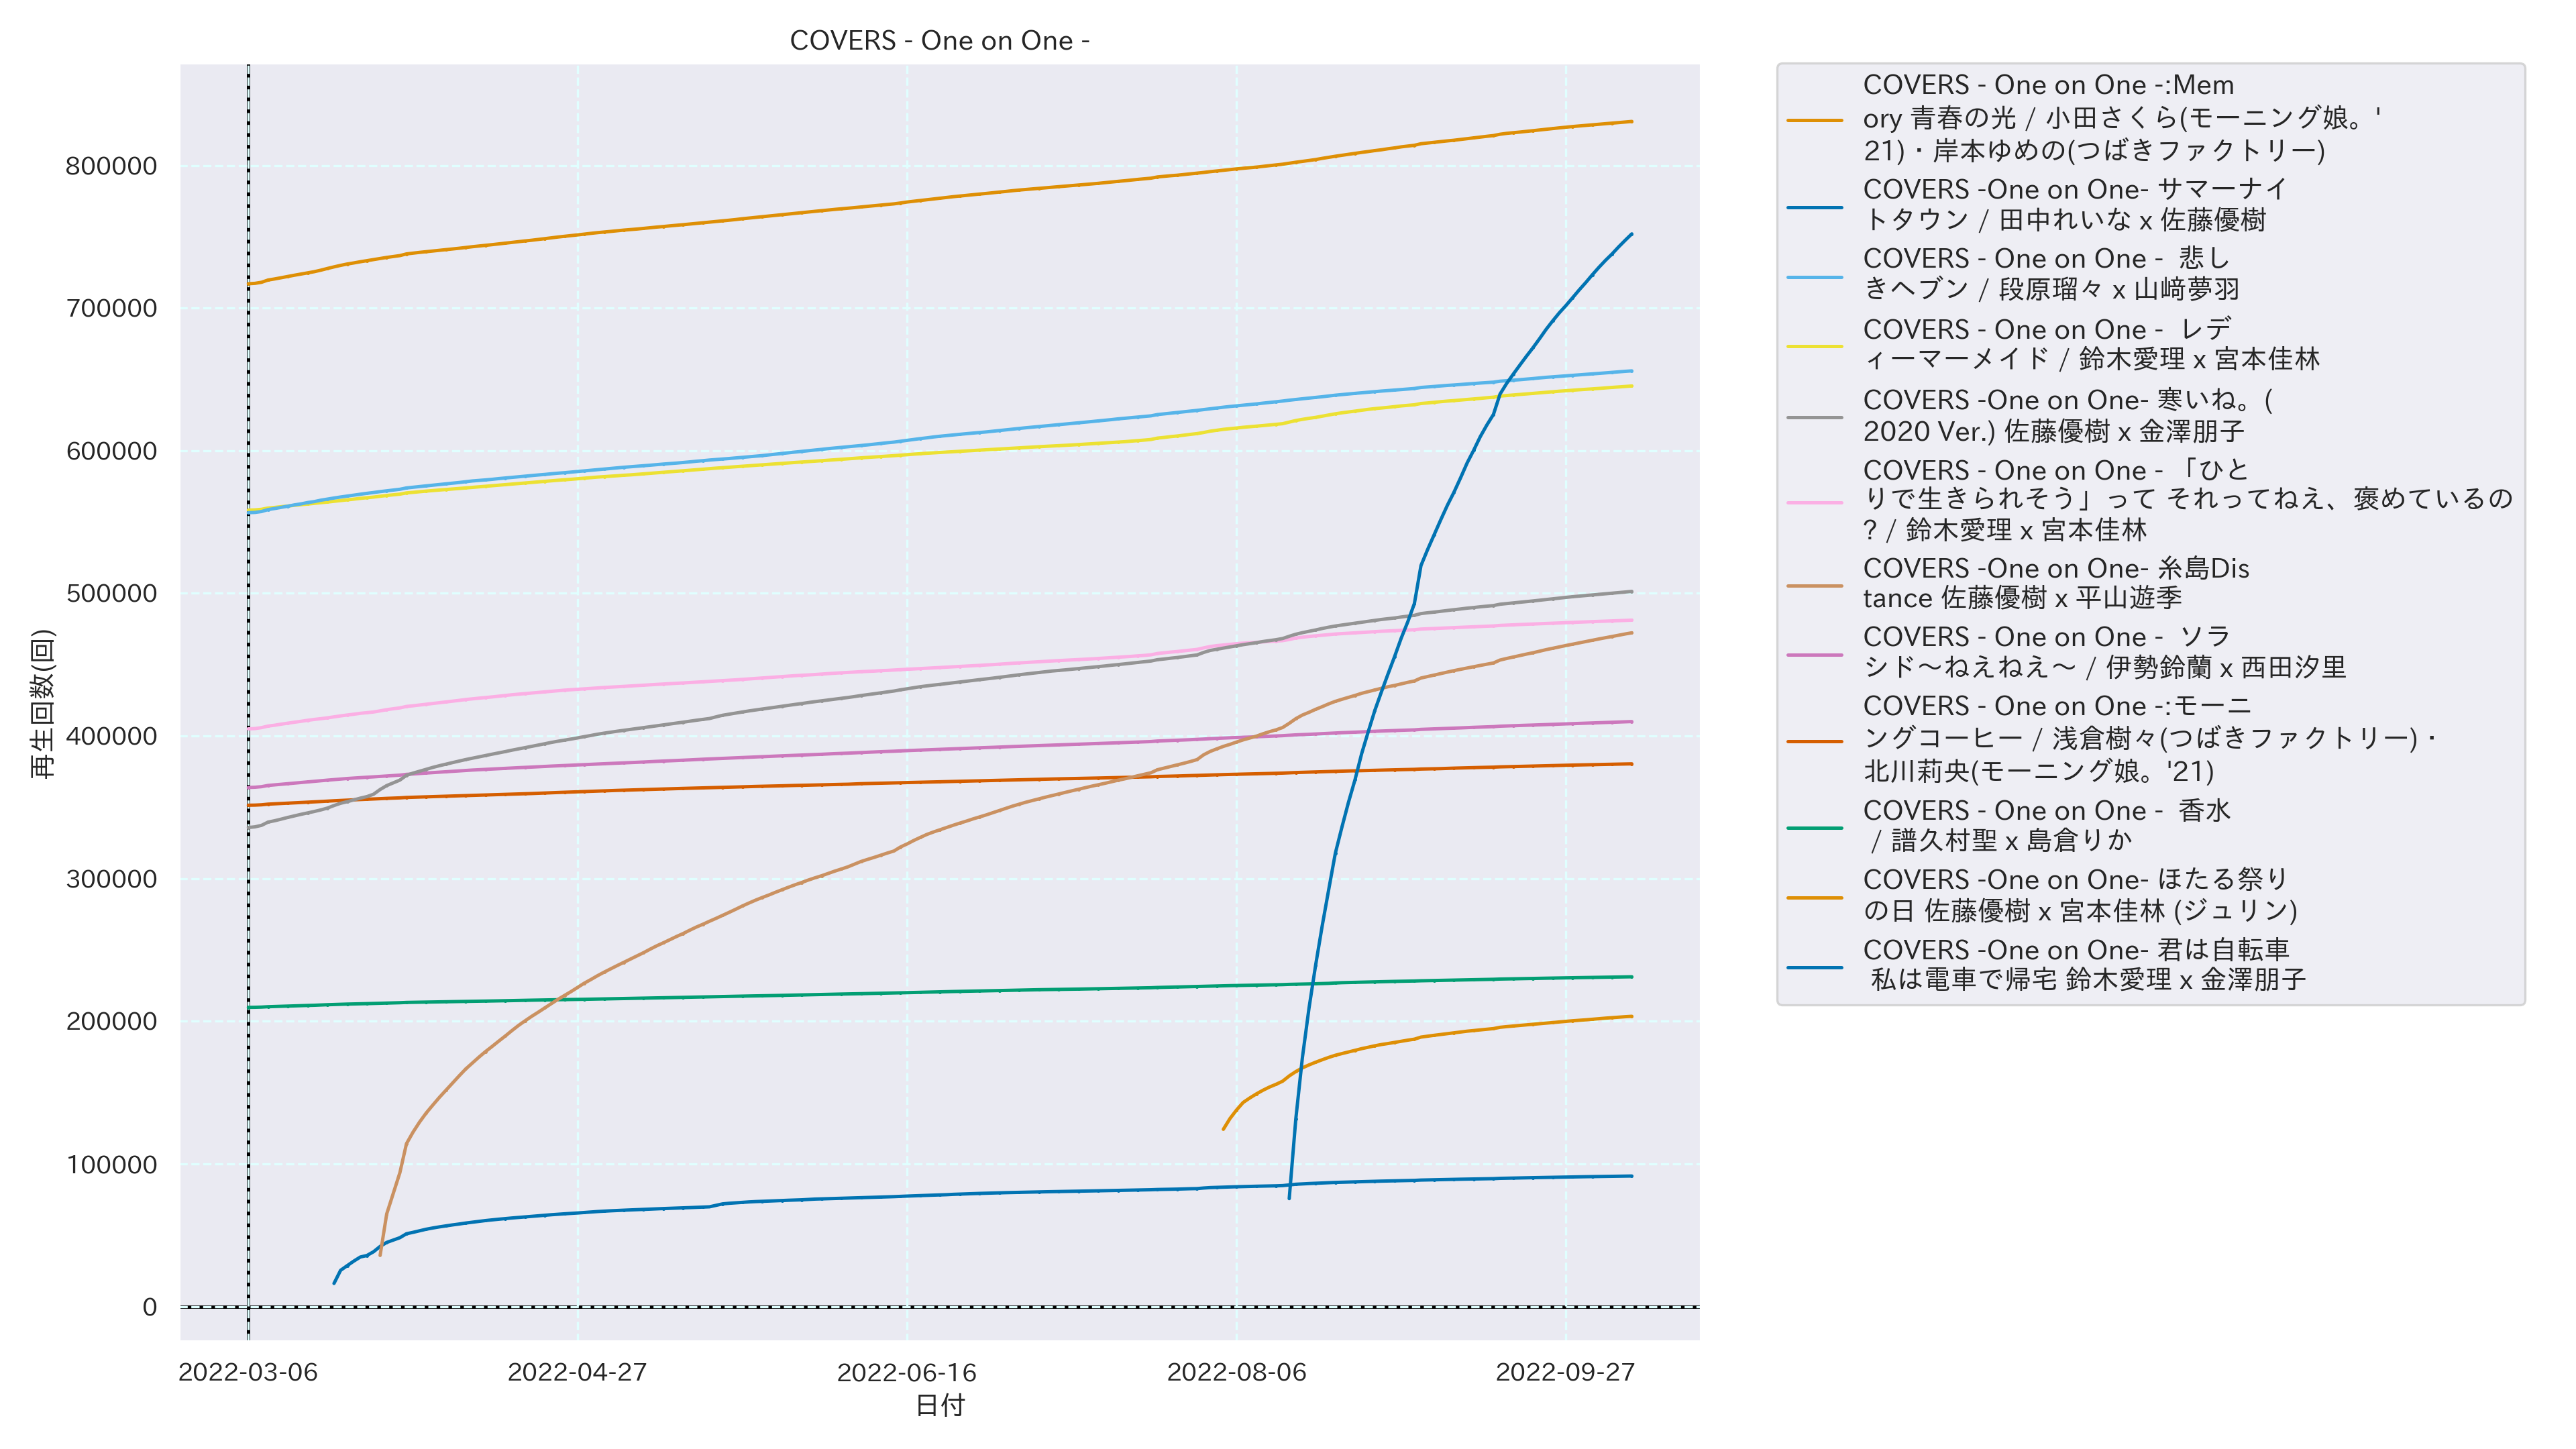 COVERS - One on One -
再生回数(回)
800000
700000
600000
500000
400000
300000
200000
100000
0
2022-03-06
2022-04-27
2022-06-16
2022-08-06
2022-09-27
日付
COVERS - One on One -:Mem
ory 青春の光 / 小田さくら(モーニング娘。'
21)・岸本ゆめの(つばきファクトリー)
COVERS -One on One- サマーナイ
トタウン / 田中れいな x 佐藤優樹
COVERS - One on One -  悲し
きヘブン / 段原瑠々 x 山﨑夢羽
COVERS - One on One -  レデ
ィーマーメイド / 鈴木愛理 x 宮本佳林
COVERS -One on One- 寒いね。(
2020 Ver.) 佐藤優樹 x 金澤朋子
COVERS - One on One - 「ひと
りで生きられそう」って それってねえ、褒めているの
? / 鈴木愛理 x 宮本佳林
COVERS -One on One- 糸島Dis
tance 佐藤優樹 x 平山遊季
COVERS - One on One -  ソラ
シド～ねえねえ～ / 伊勢鈴蘭 x 西田汐里
COVERS - One on One -:モーニ
ングコーヒー / 浅倉樹々(つばきファクトリー)・
北川莉央(モーニング娘。'21)
COVERS - One on One -  香水
/ 譜久村聖 x 島倉りか
COVERS -One on One- ほたる祭り
の日 佐藤優樹 x 宮本佳林 (ジュリン)
COVERS -One on One- 君は自転車
私は電車で帰宅 鈴木愛理 x 金澤朋子